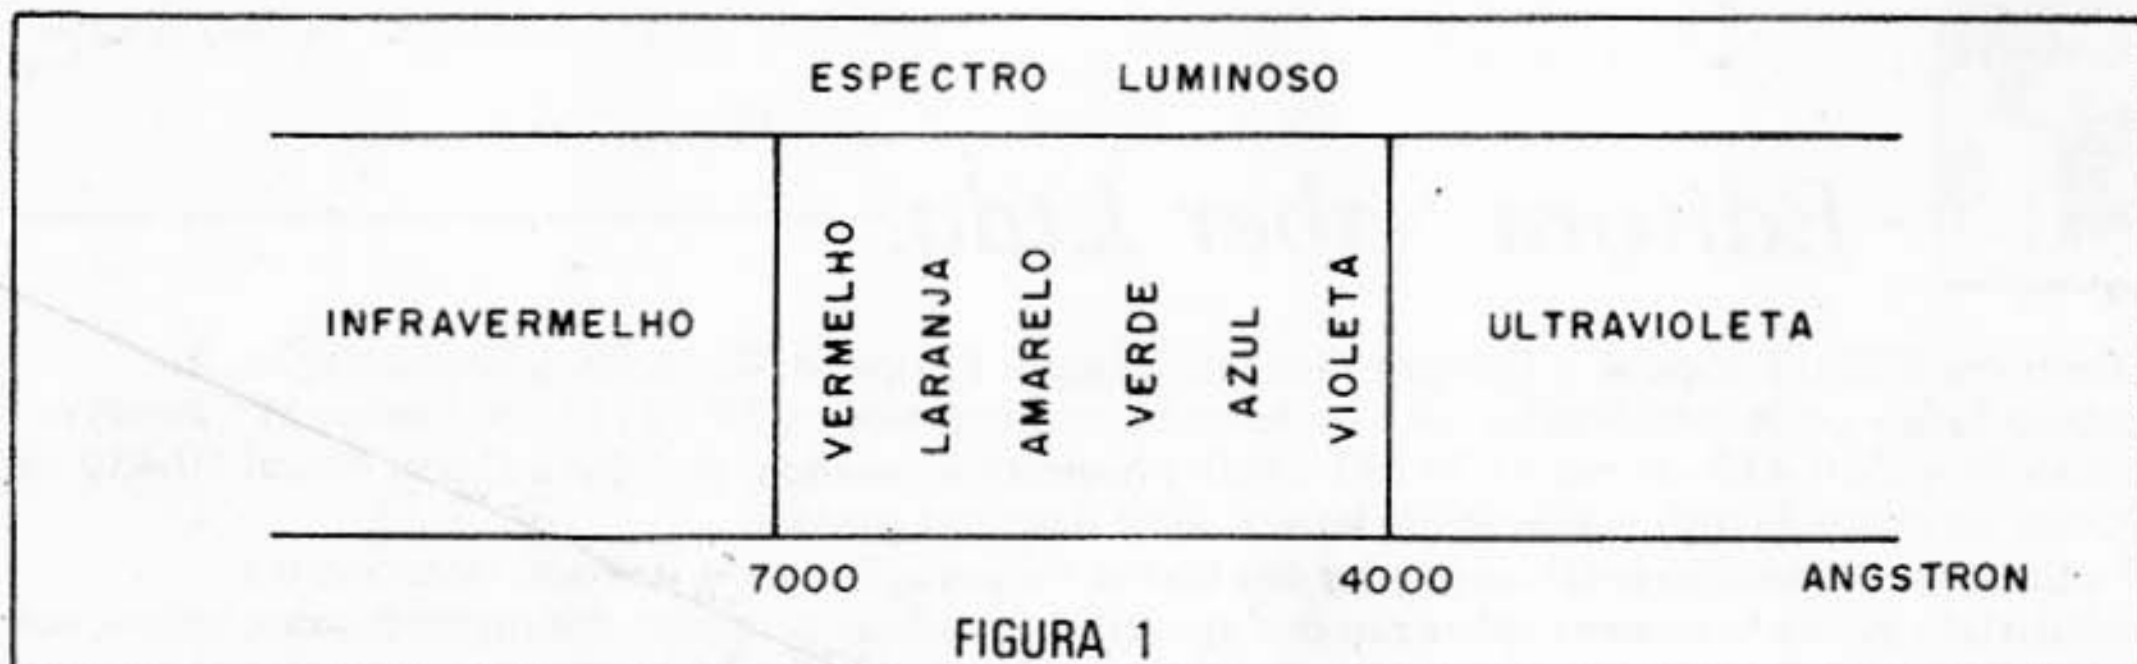 ESPECTRO LUMINOSO
INFRAVERMELHO
VERMELHO
LARANJA
AMARELO
VERDE
AZUL
VIOLETA
ULTRAVIOLETA
7000
4000
ANGSTRON
FIGURA 1